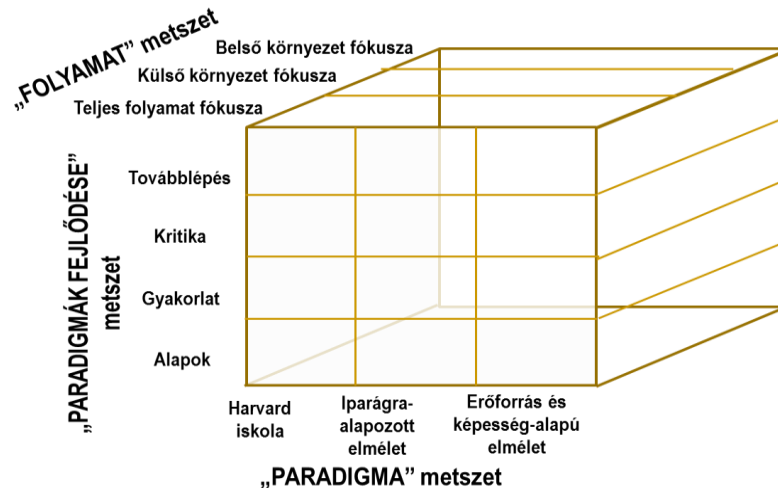 „FOLYAMAT” metszet
Belső környezet fókusza
Külső környezet fókusza
Teljes folyamat fókusza
„PARADIGMÁK FEJLŐDÉSE”
metszet
Továbblépés
Kritika
Gyakorlat
Alapok
Harvard
iskola
Iparágra-
alapozott
elmélet
Erőforrás és
képesség-alapú
elmélet
„PARADIGMA” metszet